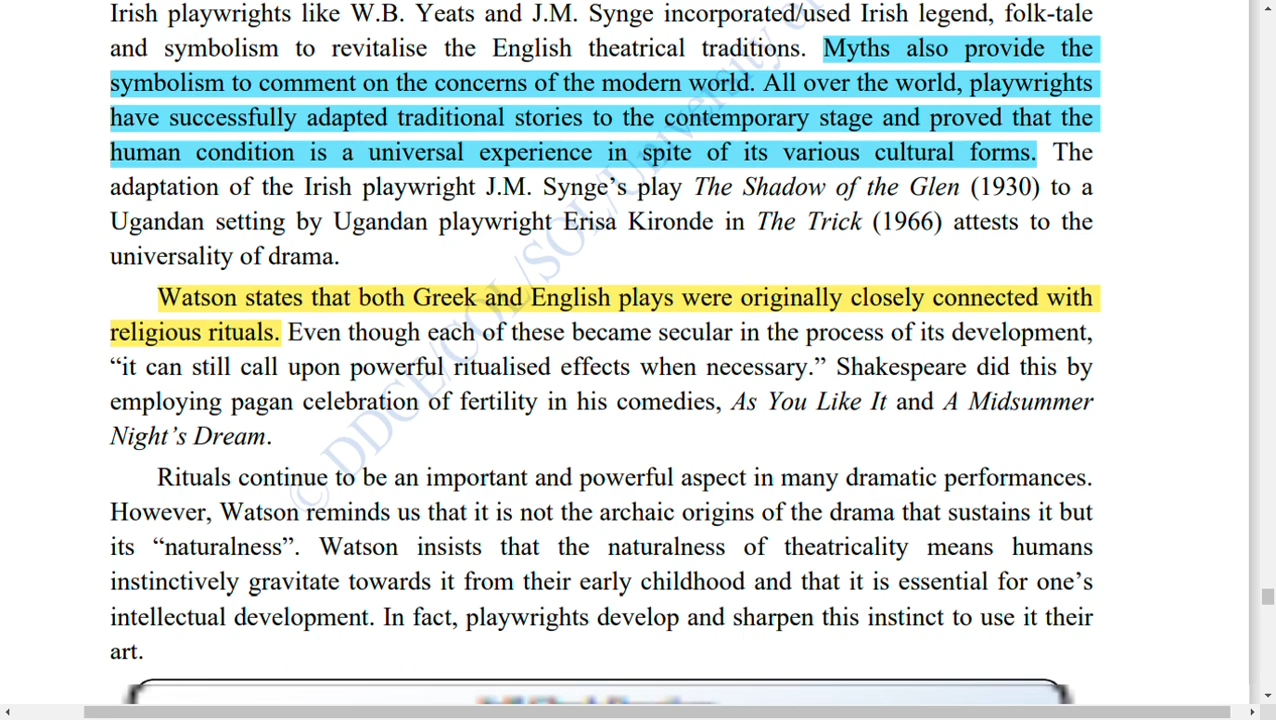 Irish playwrights like W.B. Yeats and J.M. Synge incorporated/used Irish legend, folk-tale
and symbolism to revitalise the English theatrical traditions. Myths also provide the
symbolism to comment on the concerns of the modern world. All over the world, playwrights
have successfully adapted traditional stories to the contemporary stage and proved that the
human condition is a universal experience in spite of its various cultural forms. The
adaptation of the Irish playwright J.M. Synge's play The Shadow of the Glen (1930) to a
Ugandan setting by Ugandan playwright Erisa Kironde in The Trick (1966) attests to the
universality of drama.
Watson states that both Greek and English plays were originally closely connected with
religious rituals. Even though each of these became secular in the process of its development,
“it can still call upon powerful ritualised effects when necessary.” Shakespeare did this by
employing pagan celebration of fertility in his comedies, As You Like It and A Midsummer
Night’s Dream.
Rituals continue to be an important and powerful aspect in many dramatic performances.
However, Watson reminds us that it is not the archaic origins of the drama that sustains it but
its “naturalness”. Watson insists that the naturalness of theatricality means humans
instinctively gravitate towards it from their early childhood and that it is essential for one’s
intellectual development. In fact, playwrights develop and sharpen this instinct to use it their
art.
© DDCE/COL/SOL/University of